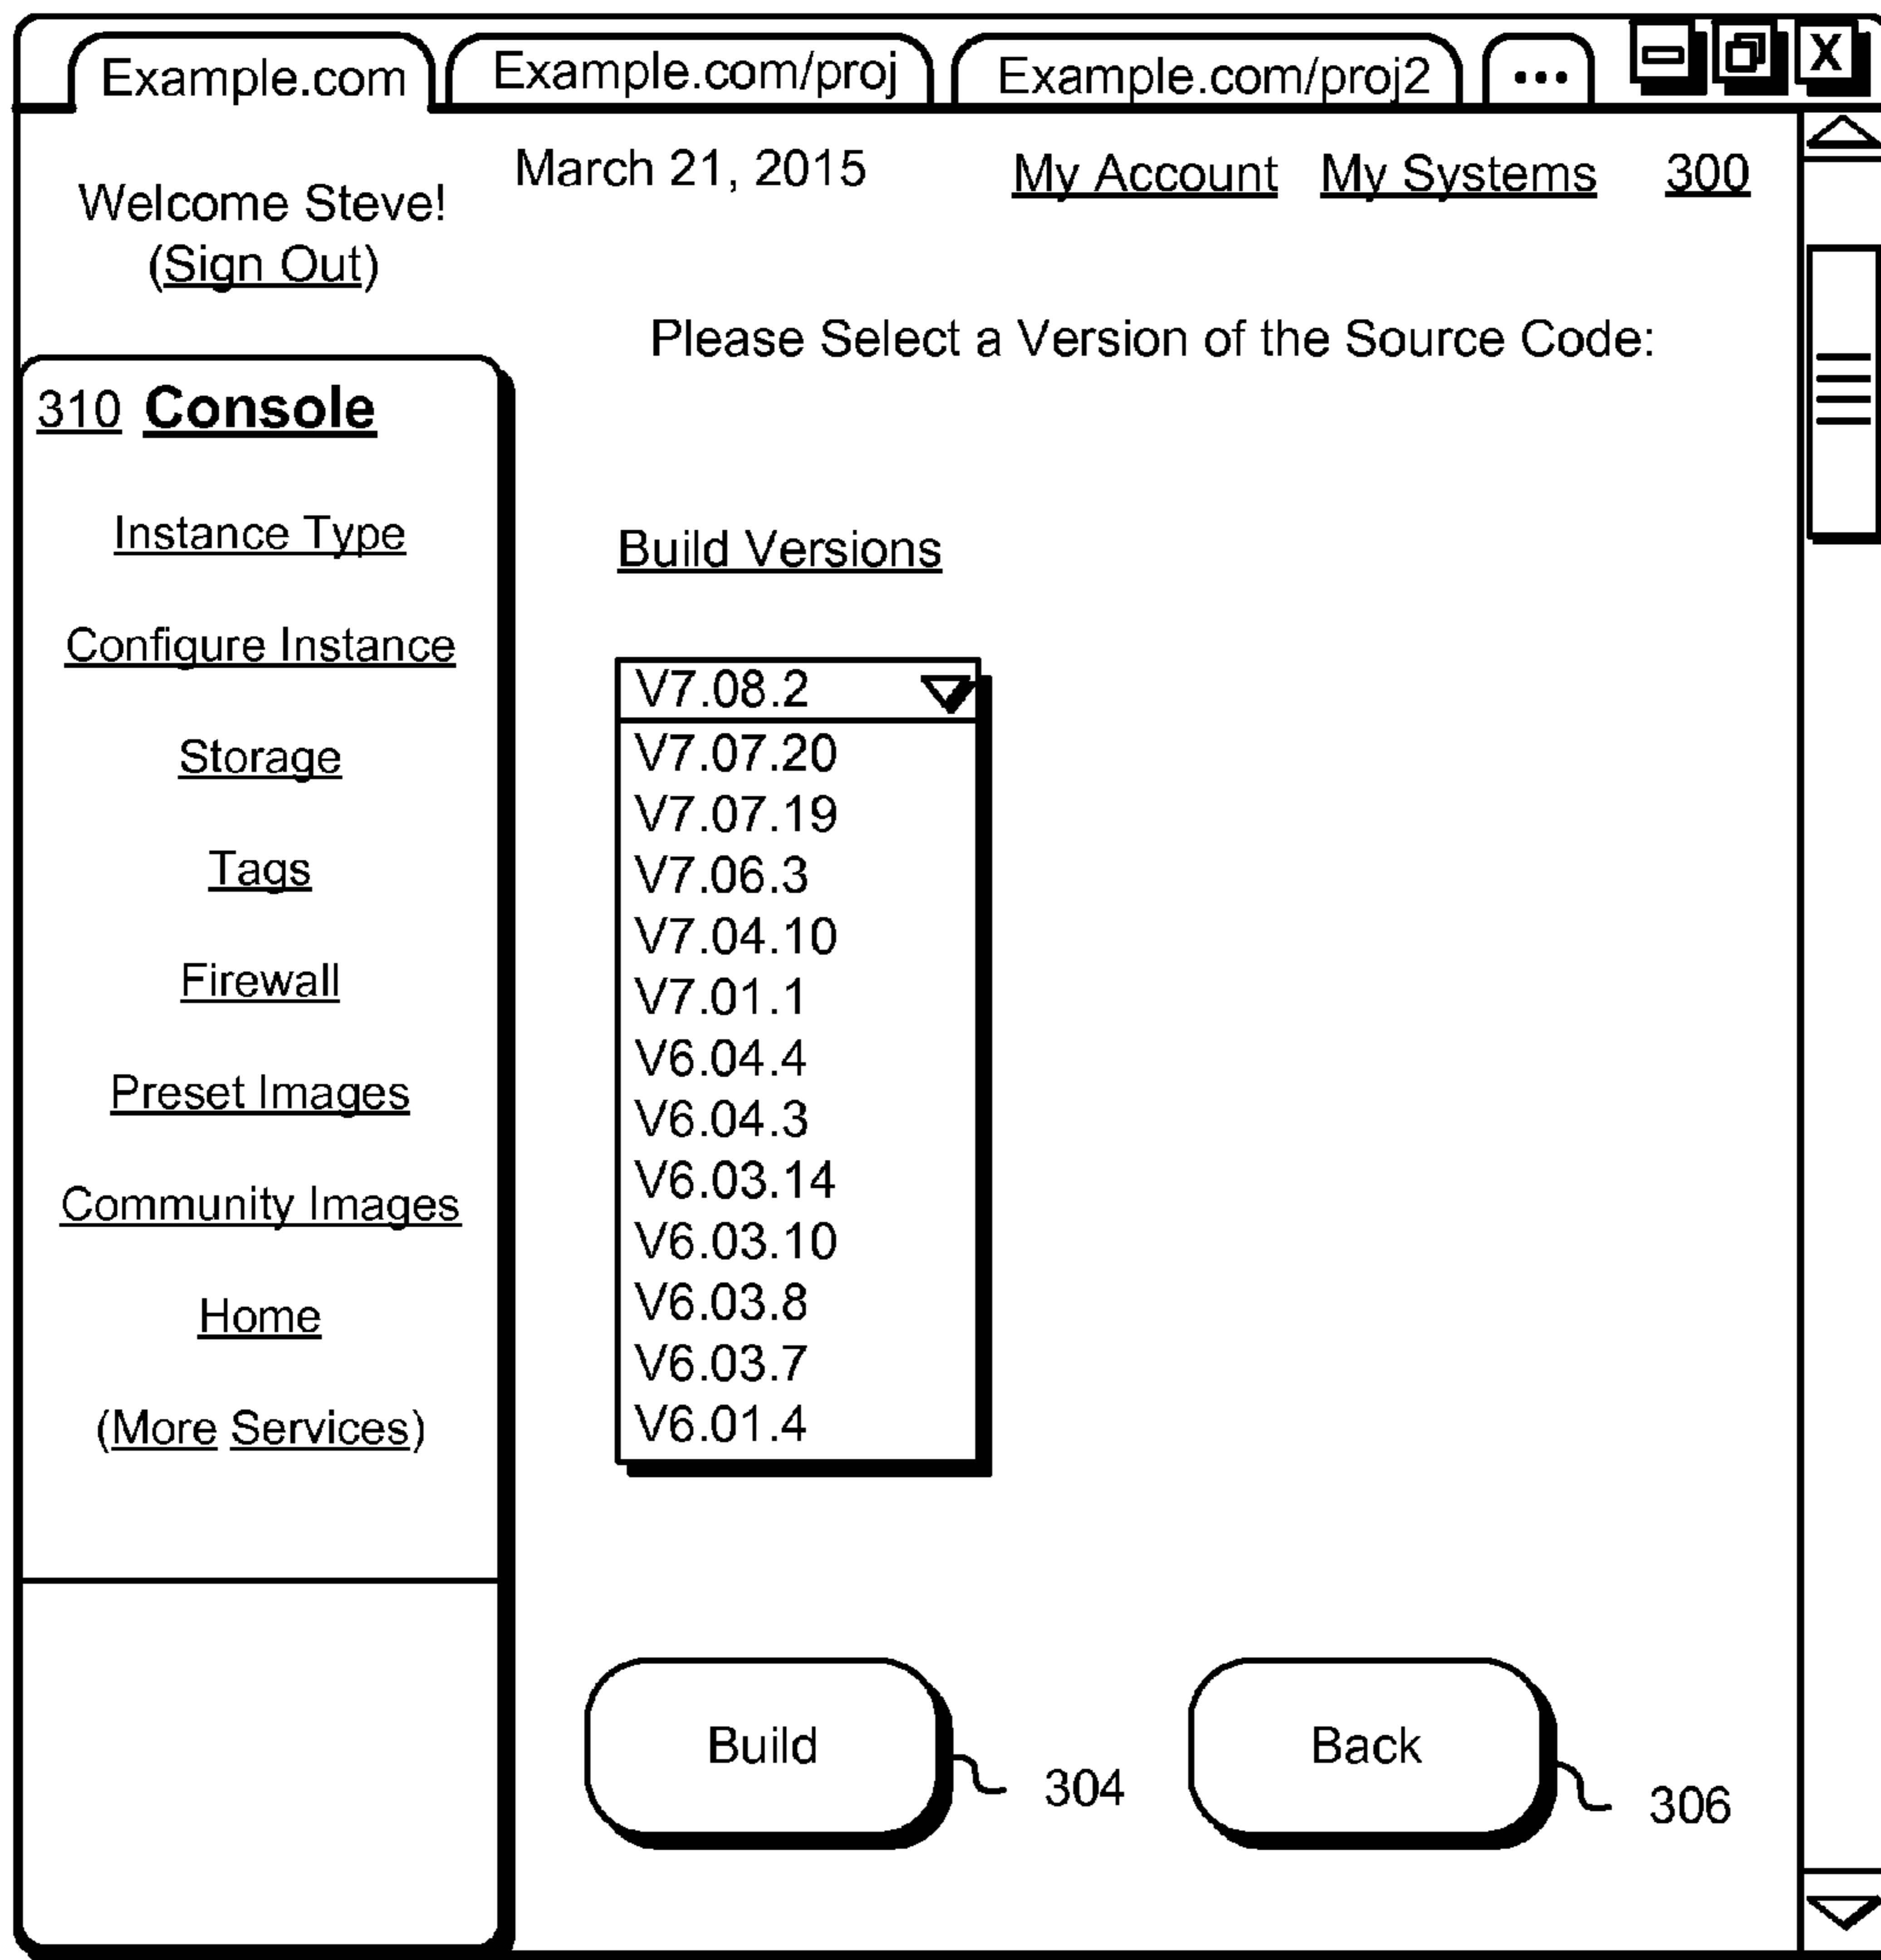 Example.com
Example.com/proj
Example.com/proj2
...
X
Welcome Steve!
(Sign Out)
March 21, 2015
My Account
My Systems
300
Please Select a Version of the Source Code:
310 Console
Instance Type
Configure Instance
Storage
Tags
Firewall
Preset Images
Community Images
Home
(More Services)
Build Versions
V7.08.2
V7.07.20
V7.07.19
V7.06.3
V7.04.10
V7.01.1
V6.04.4
V6.04.3
V6.03.14
V6.03.10
V6.03.8
V6.03.7
V6.01.4
Build
304
Back
306